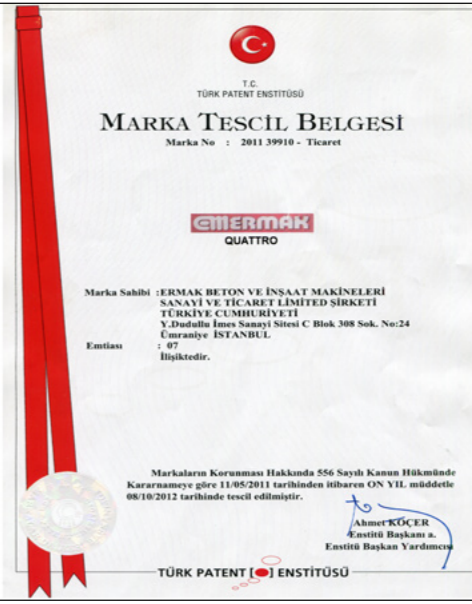 T.C.
TÜRK PATENT ENSTİTÜSÜ
MARKA TESCİL BELGESİ
Marka No : 2011 39910 - Ticaret
ERMAK
QUATTRO
Marka Sahibi : ERMAK BETON VE İNŞAAT MAKİNELERİ
SANAYİ VE TİCARET LİMİTED ŞİRKETİ
TÜRKİYE CUMHURİYETİ
Y.Dudullu İmes Sanayi Sitesi C Blok 308 Sok. No:24
Ümraniye İSTANBUL
Emtiası : 07
İlişiktedir.
Markaların Korunması Hakkında 556 Sayılı Kanun Hükmünde
Kararnameye göre 11/05/2011 tarihinden itibaren ON YIL müddetle
08/10/2012 tarihinde tescil edilmiştir.
Ahmet KOÇER
Enstitü Başkanı a.
Enstitü Başkan Yardımcısı
TÜRK PATENT [ ] ENSTİTÜSÜ